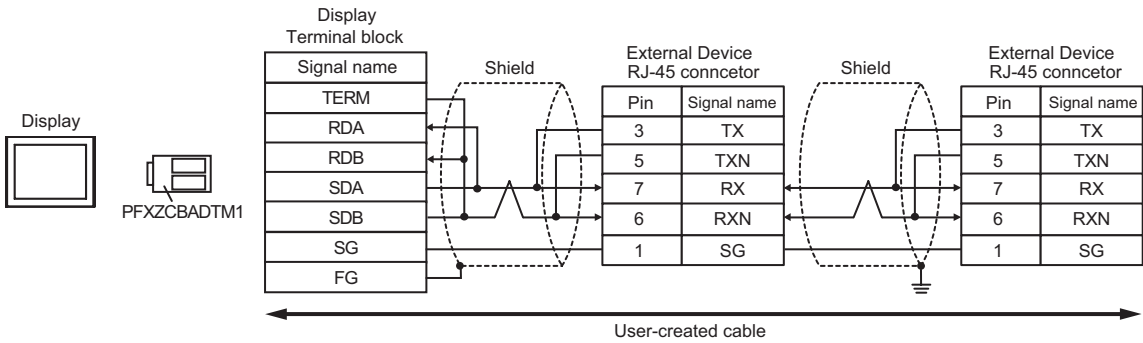 Display
PFXZCBADTM1
Display
Terminal block
Signal name
TERM
RDA
RDB
SDA
SDB
SG
FG
Shield
External Device
RJ-45 conncetor
Pin Signal name
3 TX
5 TXN
7 RX
6 RXN
1 SG
Shield
External Device
RJ-45 conncetor
Pin Signal name
3 TX
5 TXN
7 RX
6 RXN
1 SG
User-created cable